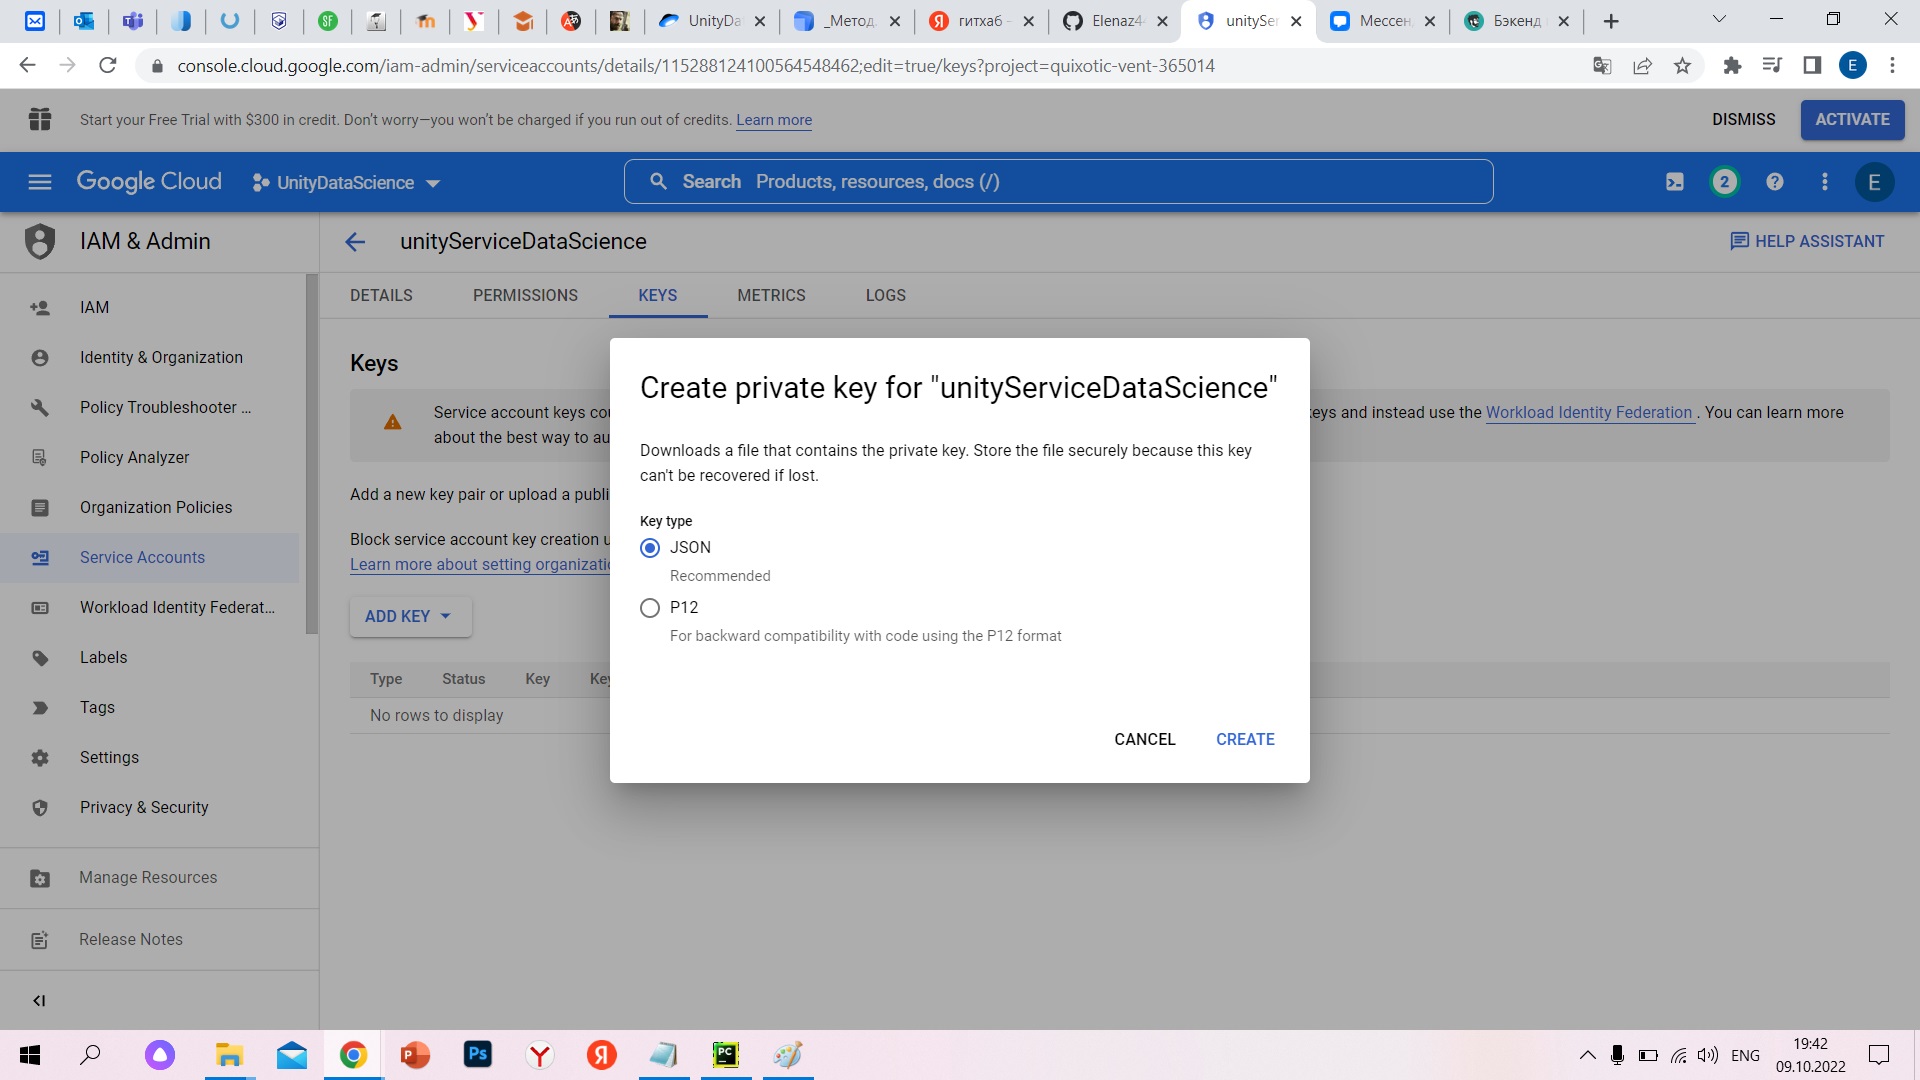 UnityDa
_Метод.
гитхаб -
Elenaz4
unitySer
Мессен
Бэкенд
console.cloud.google.com/iam-admin/serviceaccounts/details/115288124100564548462;edit=true/keys?project=quixotic-vent-365014
E
Start your Free Trial with $300 in credit. Don't worry—you won't be charged if you run out of credits. Learn more
DISMISS
ACTIVATE
Google Cloud
UnityDataScience
Search Products, resources, docs (/)
2
E
IAM & Admin
unityServiceDataScience
HELP ASSISTANT
DETAILS
PERMISSIONS
KEYS
METRICS
LOGS
IAM
Identity & Organization
Policy Troubleshooter ...
Policy Analyzer
Organization Policies
Service Accounts
Workload Identity Federat...
Labels
Tags
Settings
Privacy & Security
Manage Resources
Release Notes
Keys
Service account keys cou
eys and instead use the Workload Identity Federation . You can learn more
about the best way to au
Add a new key pair or upload a publi
Block service account key creation u
Learn more about setting organizatio
ADD KEY
Type
Status
Key
Key
No rows to display
Create private key for "unityServiceDataScience"
Downloads a file that contains the private key. Store the file securely because this key
can't be recovered if lost.
Key type
JSON
Recommended
P12
For backward compatibility with code using the P12 format
CANCEL
CREATE
ENG
19:42
09.10.2022